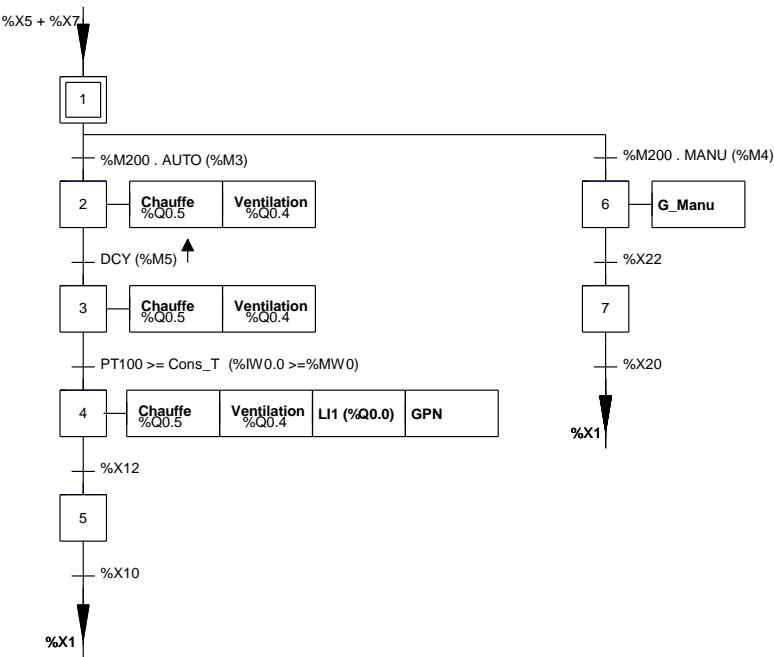 %X5 + %X7
1
%M200 . AUTO (%M3)
%M200 . MANU (%M4)
2
Chauffe
%Q0.5
Ventilation
%Q0.4
6
G_Manu
DCY (%M5)
%X22
3
Chauffe
%Q0.5
Ventilation
%Q0.4
7
PT100 >= Cons_T (%IW0.0 >=%MW0)
%X20
4
Chauffe
%Q0.5
Ventilation
%Q0.4
LI1 (%Q0.0)
GPN
%X1
%X12
5
%X10
%X1